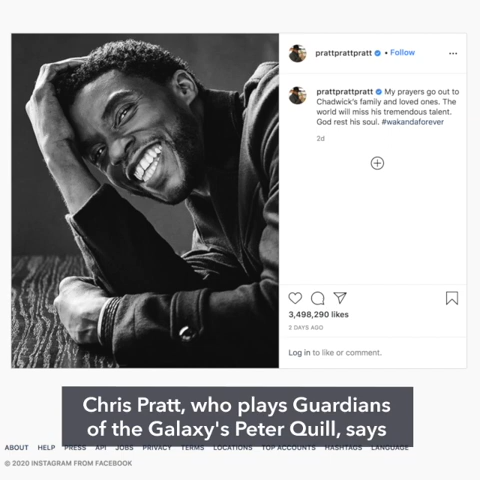 prattprattpratt • Follow ...
prattprattpratt My prayers go out to
Chadwick's family and loved ones. The
world will miss his tremendous talent.
God rest his soul. #wakandaforever
2d
3,498,290 likes
2 DAYS AGO
Log in to like or comment.
Chris Pratt, who plays Guardians
of the Galaxy's Peter Quill, says
ABOUT HELP PRESS API JOBS PRIVACY TERMS LOCATIONS TOP ACCOUNTS HASHTAGS LANGUAGE
© 2020 INSTAGRAM FROM FACEBOOK